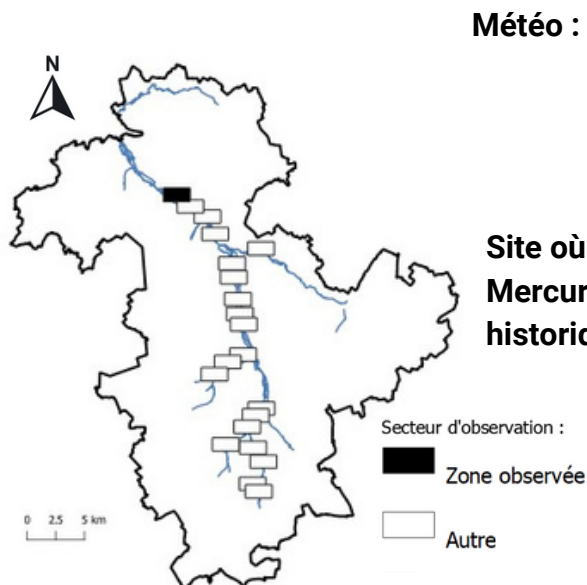 Météo :
N
Site où
Mercur
historic
Secteur d'observation :
Zone observée
Autre
0 2.5 5 km